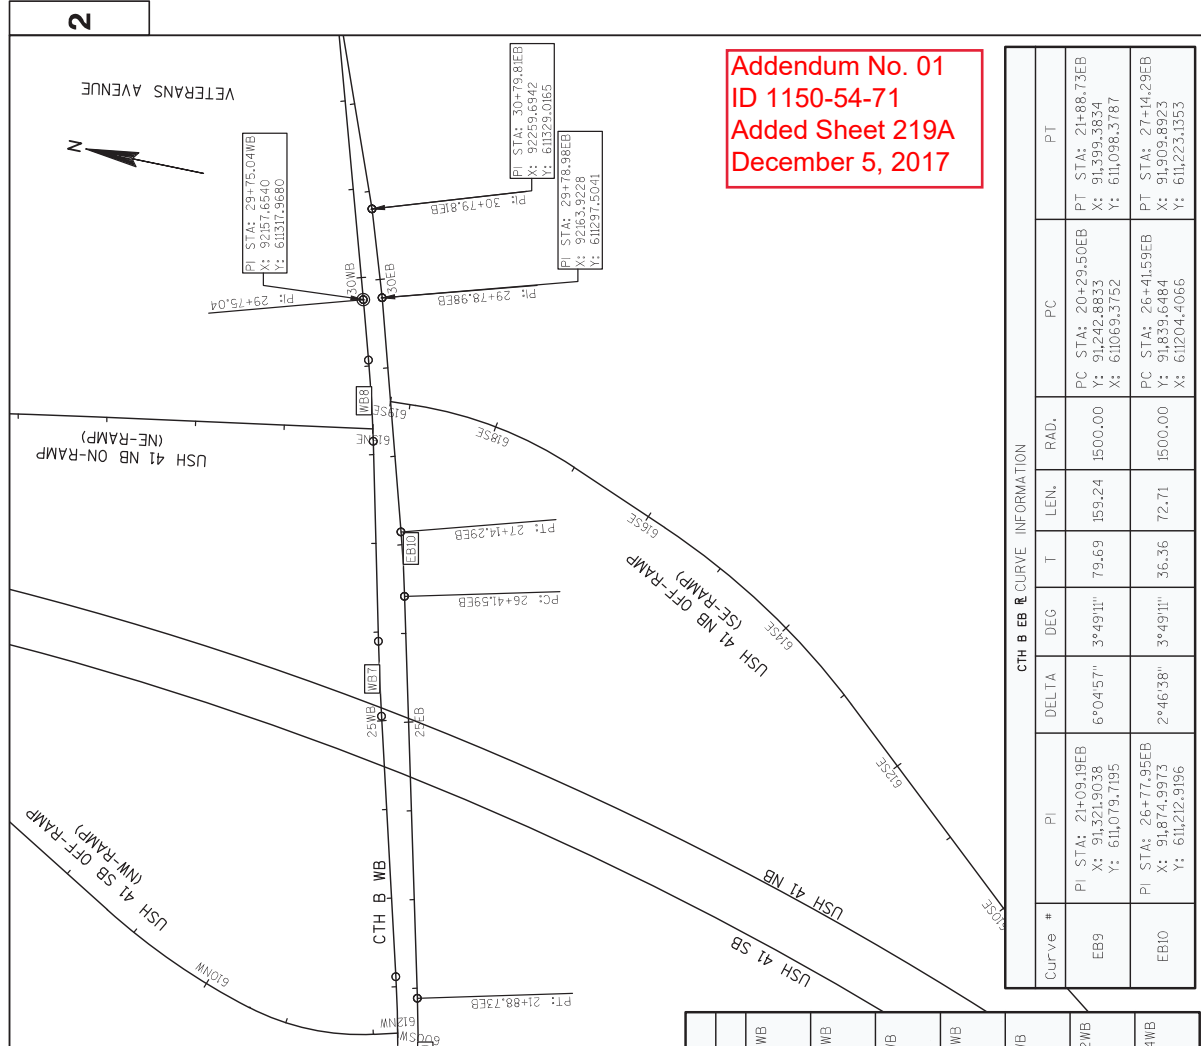 2
VETERANS AVENUE
N
Addendum No. 01
ID 1150-54-71
Added Sheet 219A
December 5, 2017
PI STA: 29+75.04WB
X: 92157.6540
Y: 611317.9680
PI STA: 30+79.81EB
X: 92259.6942
Y: 611329.0165
PI STA: 29+78.98EB
X: 92163.9228
Y: 611297.5041
PI: 29+75.04
30WB
30EB
PI: 30+79.81EB
PI: 29+78.98EB
WB8
619SE
619NE
USH 41 NB ON-RAMP
(NE-RAMP)
618SE
616SE
614SE
612SE
610SE
USH 41 NB OFF-RAMP
(SE-RAMP)
PT: 27+14.29EB
EB10
PC: 26+41.59EB
WB7
25WB
25EB
USH 41 SB OFF-RAMP
(NW-RAMP)
610NW
612NW
CTH B WB
USH 41 NB
USH 41 SB
PT: 21+88.73EB
600SW
CTH B EB R CURVE INFORMATION
Curve # PI DELTA DEG T LEN. RAD. PC PT
EB9
PI STA: 21+09.19EB
X: 91,321.9038
Y: 611,079.7195
6°04'57" 3°49'11" 79.69 159.24 1500.00
PC STA: 20+29.50EB
Y: 91,242.8833
X: 611069.3752
PT STA: 21+88.73EB
X: 91,399.3834
Y: 611,098.3787
EB10
PI STA: 26+77.95EB
X: 91,874.9973
Y: 611,212.9196
2°46'38" 3°49'11" 36.36 72.71 1500.00
PC STA: 26+41.59EB
Y: 91,839.6484
X: 611204.4066
PT STA: 27+14.29EB
X: 91,909.8923
Y: 611,223.1353
WB
WB
WB
WB
WB
2WB
4WB